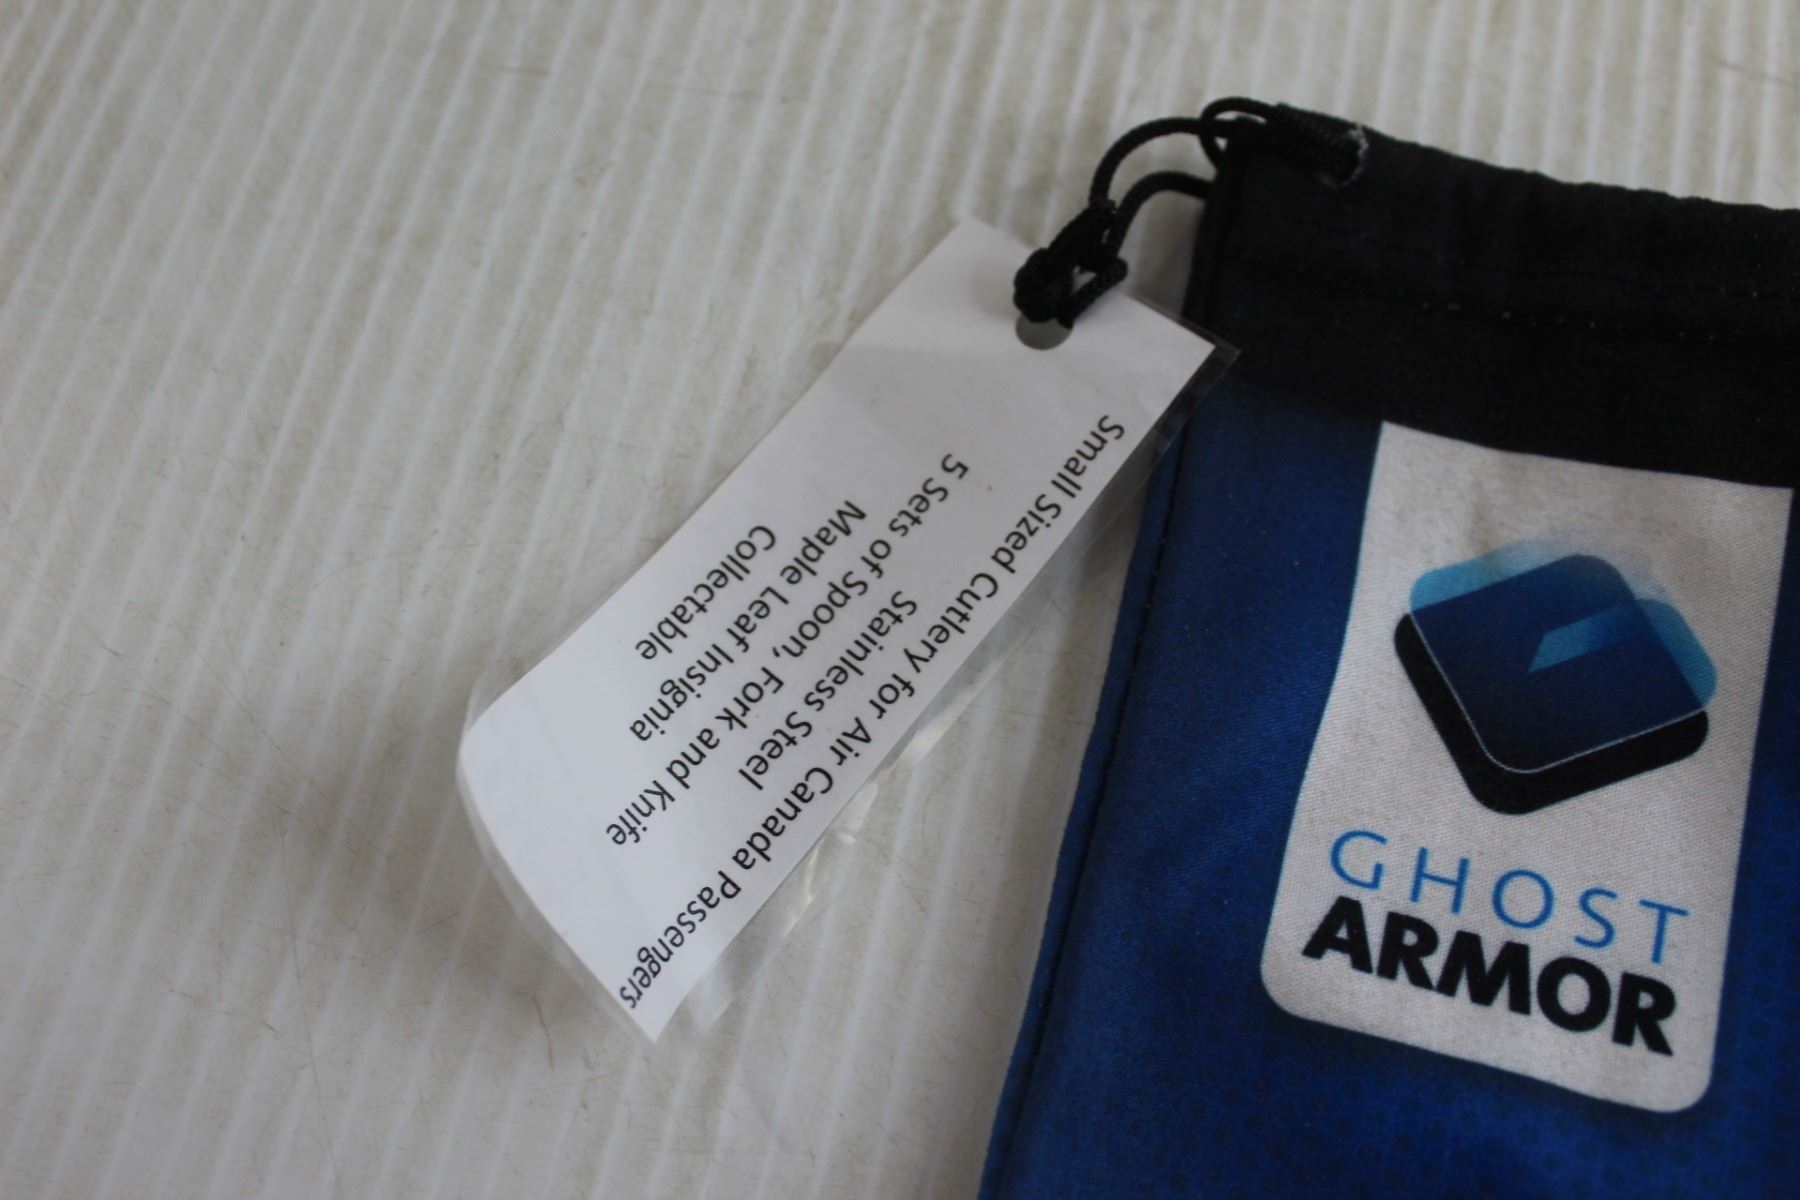 Small Sized Cutlery for Air Canada Passengers
Stainless Steel
5 Sets of Spoon, Fork and Knife
Maple Leaf Insignia
Collectable
GHOST
ARMOR